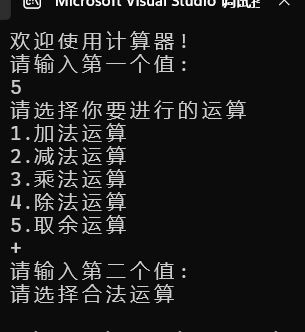 Microsoft Visual Studio 调试控
欢迎使用计算器!
请输入第一个值:
5
请选择你要进行的运算
1.加法运算
2.减法运算
3.乘法运算
4.除法运算
5.取余运算
+
请输入第二个值:
请选择合法运算